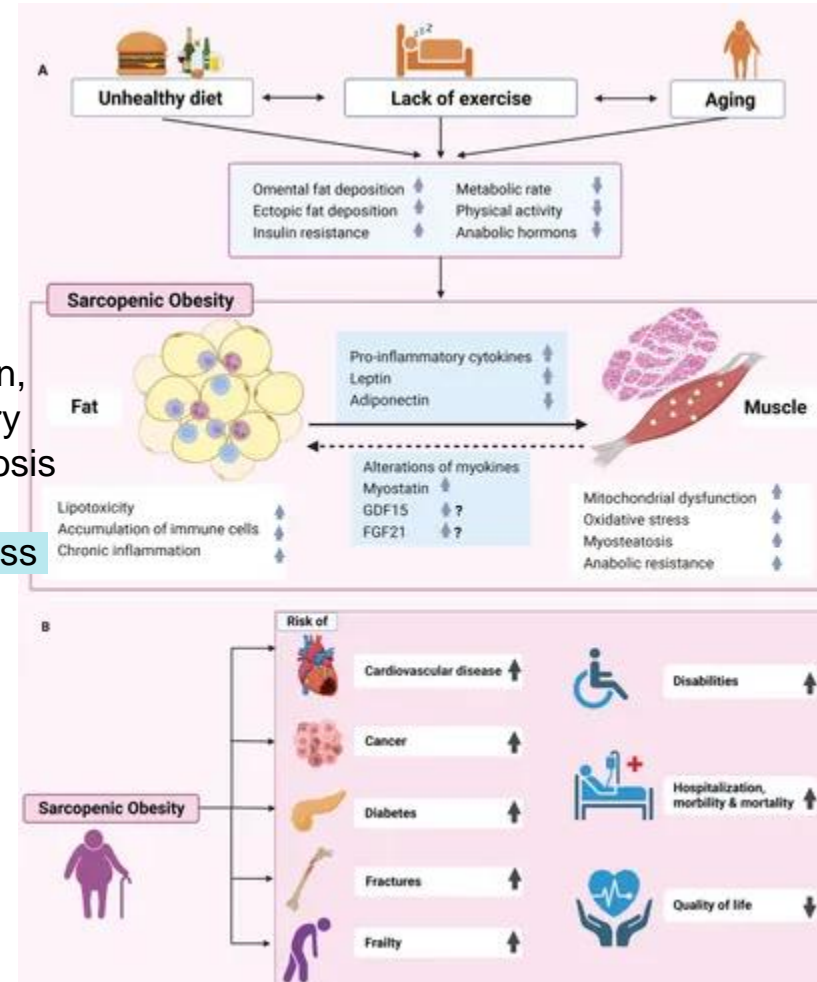 A
zzZ
Unhealthy diet
Lack of exercise
Aging
Omental fat deposition
Ectopic fat deposition
Insulin resistance
Metabolic rate
Physical activity
Anabolic hormons
Sarcopenic Obesity
n,
ry
osis
ss
Fat
Pro-inflammatory cytokines
Leptin
Adiponectin
Muscle
Alterations of myokines
Myostatin
GDF15 ?
FGF21 ?
Lipotoxicity
Accumulation of immune cells
Chronic inflammation
Mitochondrial dysfunction
Oxidative stress
Myosteatosis
Anabolic resistance
B
Risk of
Cardiovascular disease
Cancer
Diabetes
Fractures
Frailty
Sarcopenic Obesity
Disabilities
Hospitalization,
morbility & mortality
Quality of life